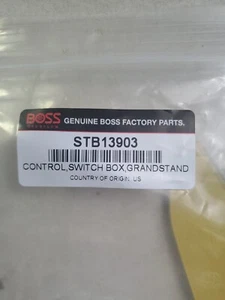 BOSS
GENUINE BOSS FACTORY PARTS.
STB13903
CONTROL,SWITCH BOX,GRANDSTAND
COUNTRY OF ORIGIN: US